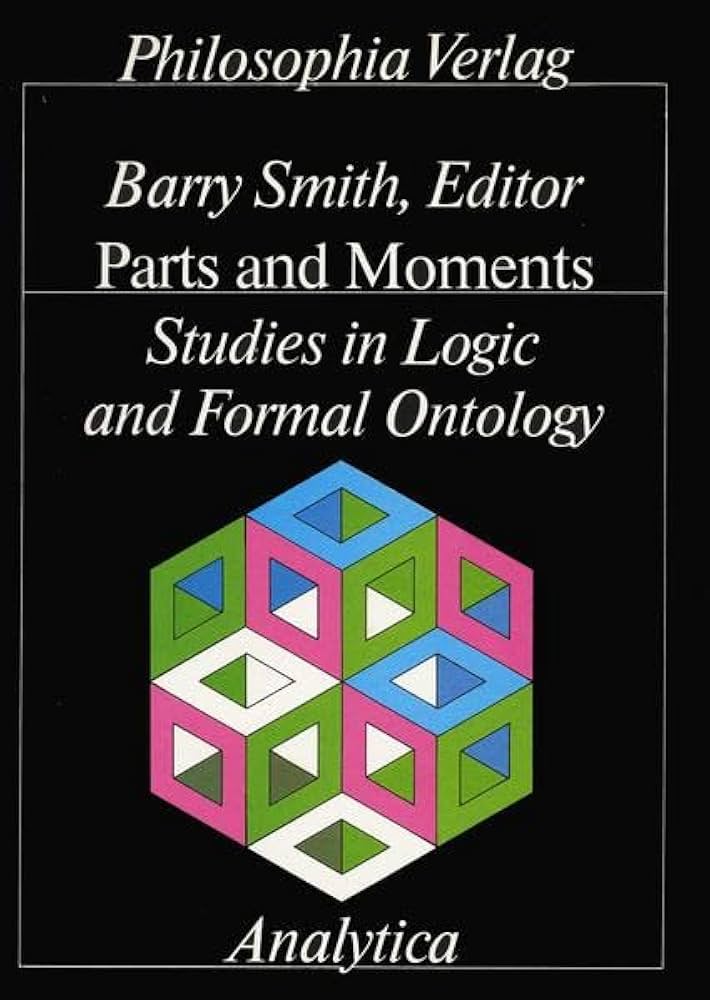 Philosophia Verlag
Barry Smith, Editor
Parts and Moments
Studies in Logic
and Formal Ontology
Analytica